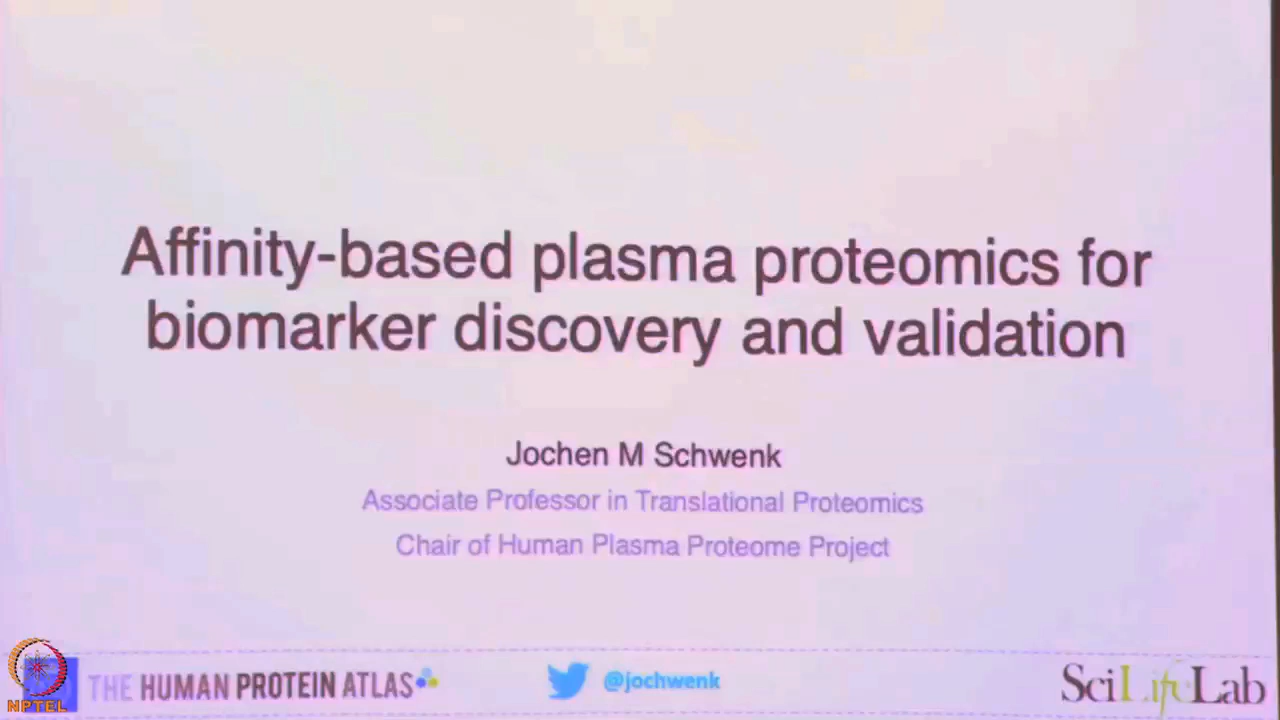 Affinity-based plasma proteomics for
biomarker discovery and validation
Jochen M Schwenk
Associate Professor in Translational Proteomics
Chair of Human Plasma Proteome Project
NPTEL
THE HUMAN PROTEIN ATLAS
@jochwenk
SciLifeLab